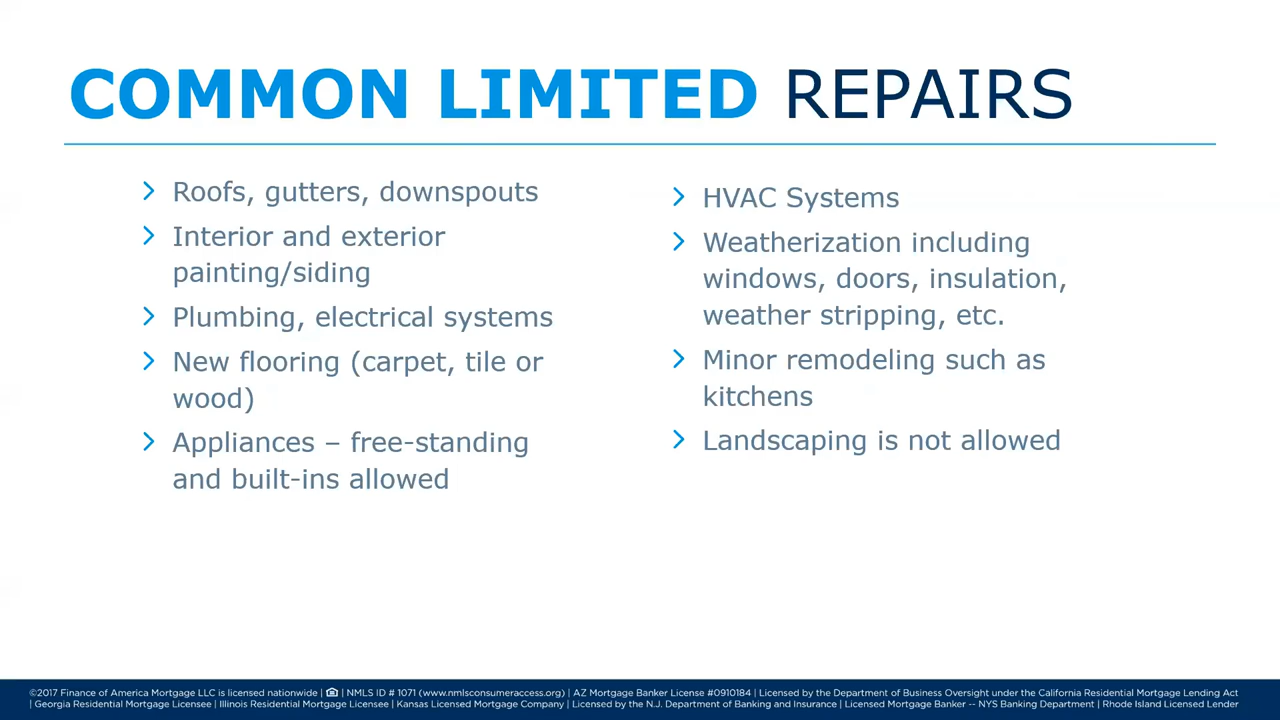 COMMON LIMITED REPAIRS
Roofs, gutters, downspouts
Interior and exterior
painting/siding
Plumbing, electrical systems
New flooring (carpet, tile or
wood)
Appliances – free-standing
and built-ins allowed
HVAC Systems
Weatherization including
windows, doors, insulation,
weather stripping, etc.
Minor remodeling such as
kitchens
Landscaping is not allowed
©2017 Finance of America Mortgage LLC is licensed nationwide | | NMLS ID # 1071 (www.nmlsconsumeraccess.org) | AZ Mortgage Banker License #0910184 | Licensed by the Department of Business Oversight under the California Residential Mortgage Lending Act
| Georgia Residential Mortgage Licensee | Illinois Residential Mortgage Licensee | Kansas Licensed Mortgage Company | Licensed by the N.J. Department of Banking and Insurance | Licensed Mortgage Banker -- NYS Banking Department | Rhode Island Licensed Lender